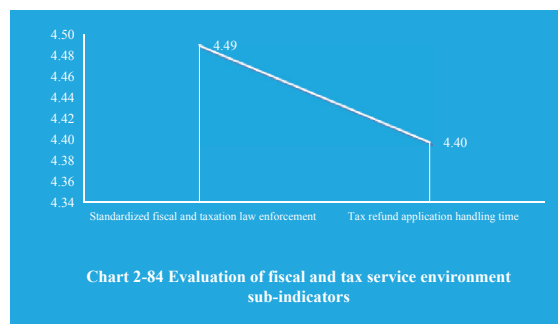 4.50
4.48
4.46
4.44
4.42
4.40
4.38
4.36
4.34
4.49
4.40
Standardized fiscal and taxation law enforcement
Tax refund application handling time
Chart 2-84 Evaluation of fiscal and tax service environment
sub-indicators